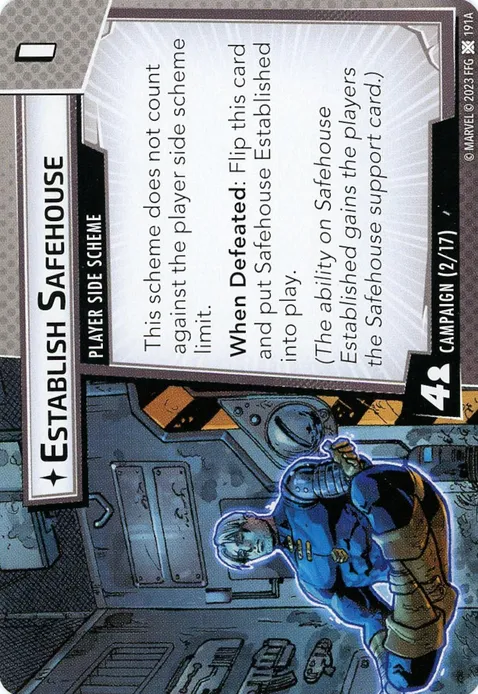 ESTABLISH SAFEHOUSE
PLAYER SIDE SCHEME
This scheme does not count
against the player side scheme
limit.
When Defeated: Flip this card
and put Safehouse Established
into play.
(The ability on Safehouse
Established gains the players
the Safehouse support card.)
4
CAMPAIGN (2/17)
© MARVEL © 2023 FFG 191A